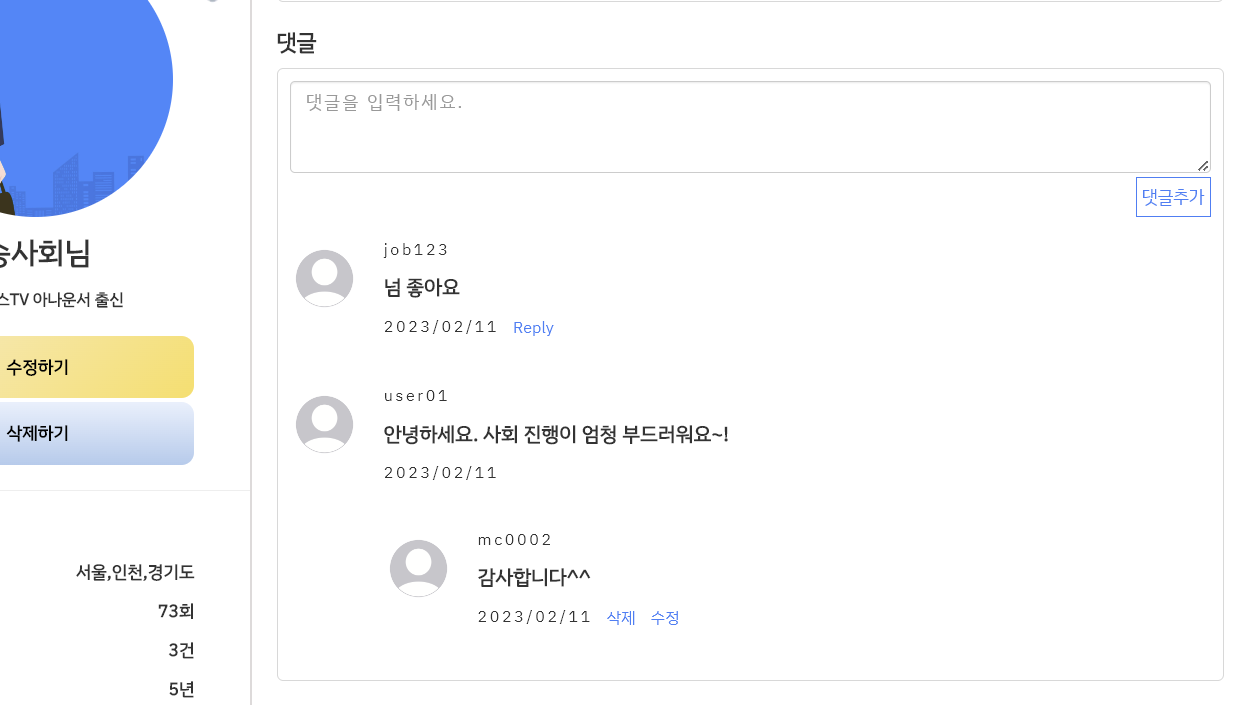 사회님
TV 아나운서 출신
수정하기
삭제하기
서울,인천,경기도
73회
3건
5년
댓글
댓글을 입력하세요.
댓글추가
job123
넘 좋아요
2023/02/11 Reply
user01
안녕하세요. 사회 진행이 엄청 부드러워요~!
2023/02/11
mc0002
감사합니다^^
2023/02/11 삭제 수정